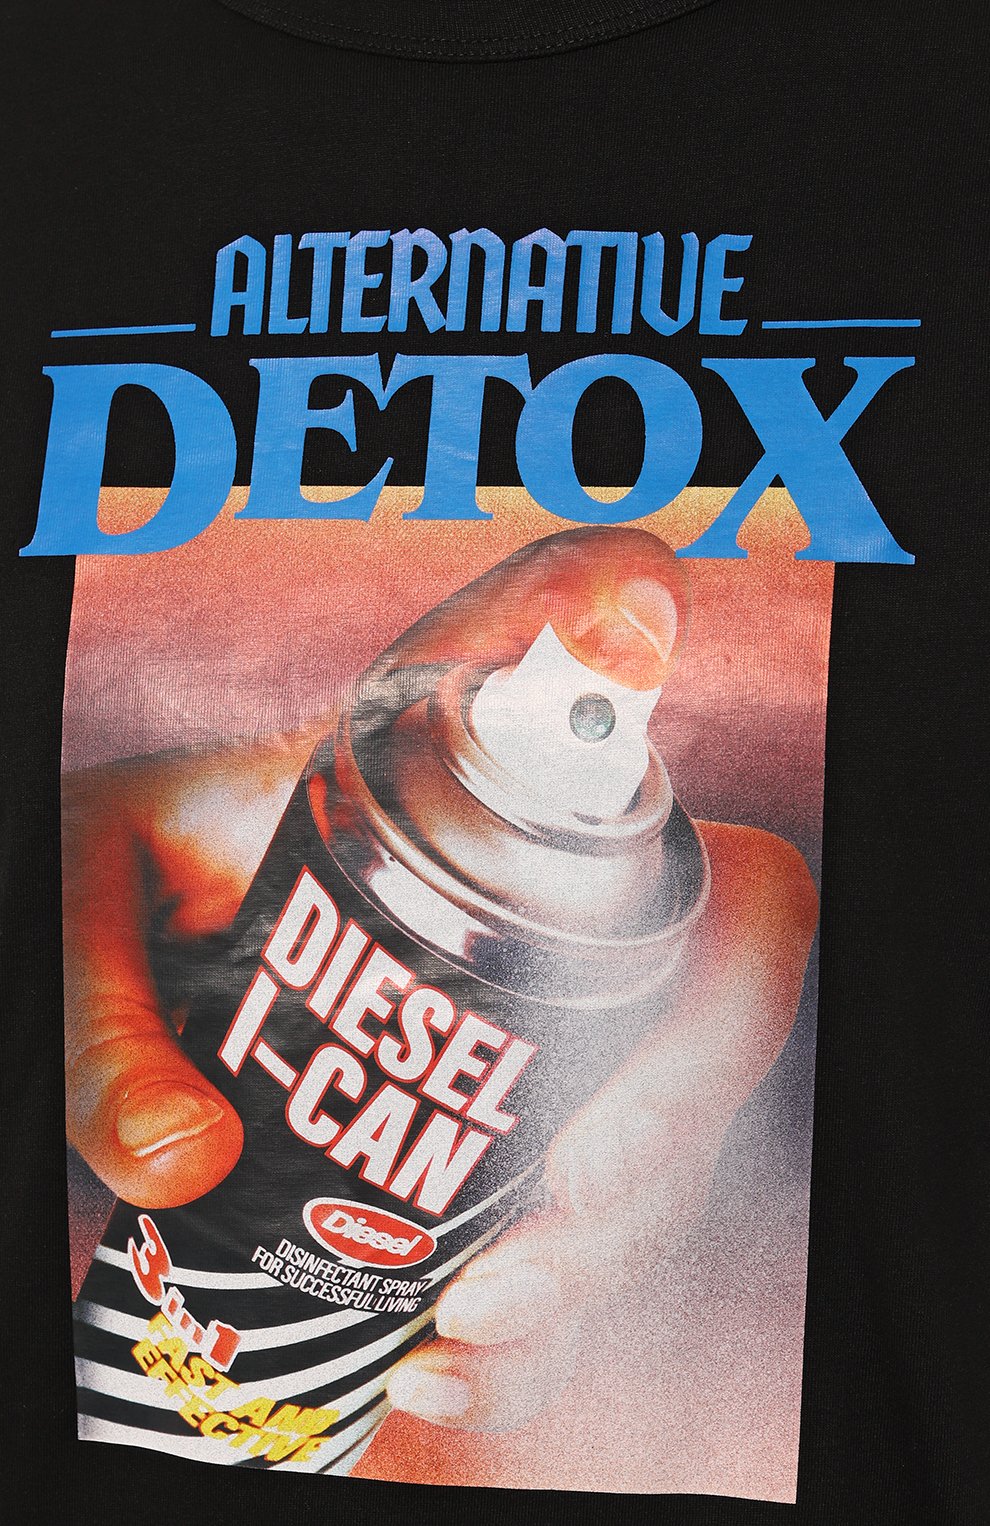 ALTERNATIVE
DETOX
DIESEL
I-CAN
Diesel
DISINFECTANT SPRAY
FOR SUCCESSFUL LIVING
3 in 1
FAST AND
EFFECTIVE